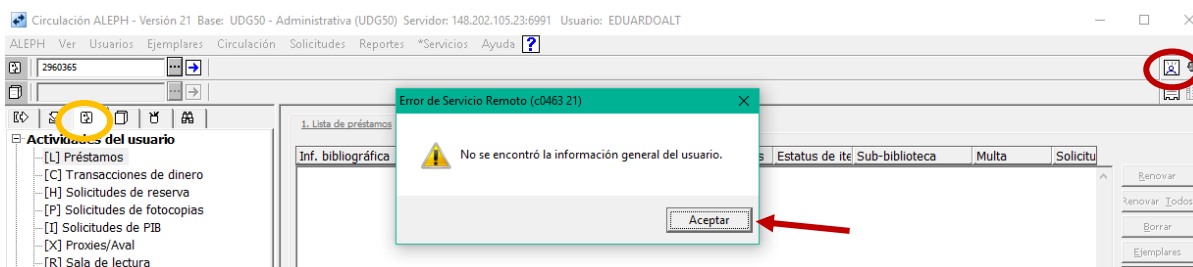 Circulación ALEPH - Versión 21 Base: UDG50 - Administrativa (UDG50) Servidor: 148.202.105.23:6991 Usuario: EDUARDOALT
ALEPH Ver Usuarios Ejemplares Circulación Solicitudes Reportes *Servicios Ayuda ?
2960365
Error de Servicio Remoto (c0463 21)
No se encontró la información general del usuario.
Aceptar
Actividades del usuario
[L] Préstamos
[C] Transacciones de dinero
[H] Solicitudes de reserva
[P] Solicitudes de fotocopias
[I] Solicitudes de PIB
[X] Proxies/Aval
[R] Sala de lectura
1. Lista de préstamos
Inf. bibliográfica Estatus de ite Sub-biblioteca Multa Solicitu
Renovar
Renovar Todos
Borrar
Ejemplares